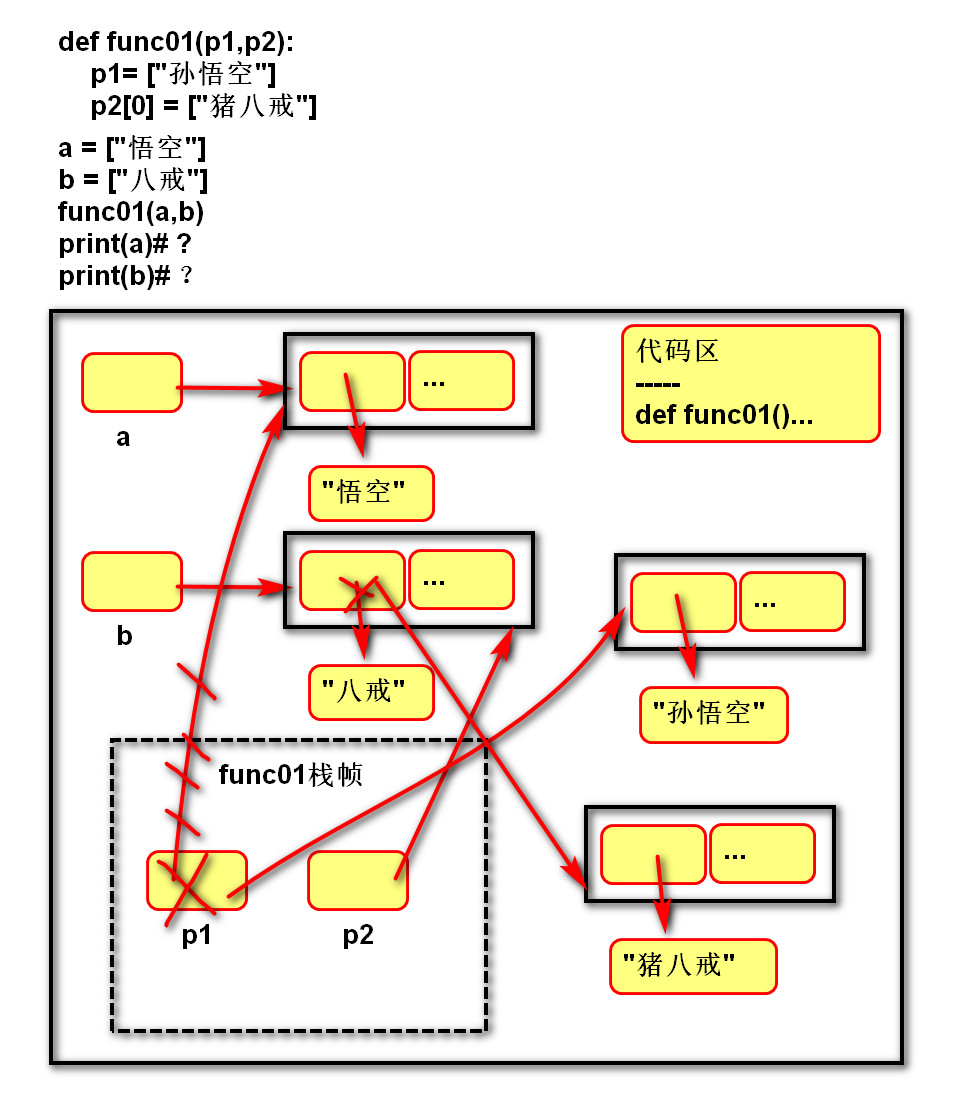 def func01(p1,p2):
    p1= ["孙悟空"]
    p2[0] = ["猪八戒"]
a = ["悟空"]
b = ["八戒"]
func01(a,b)
print(a)# ?
print(b)# ？
代码区
-----
def func01()...
...
a
"悟空"
...
b
...
"八戒"
"孙悟空"
func01栈帧
...
p1
p2
"猪八戒"